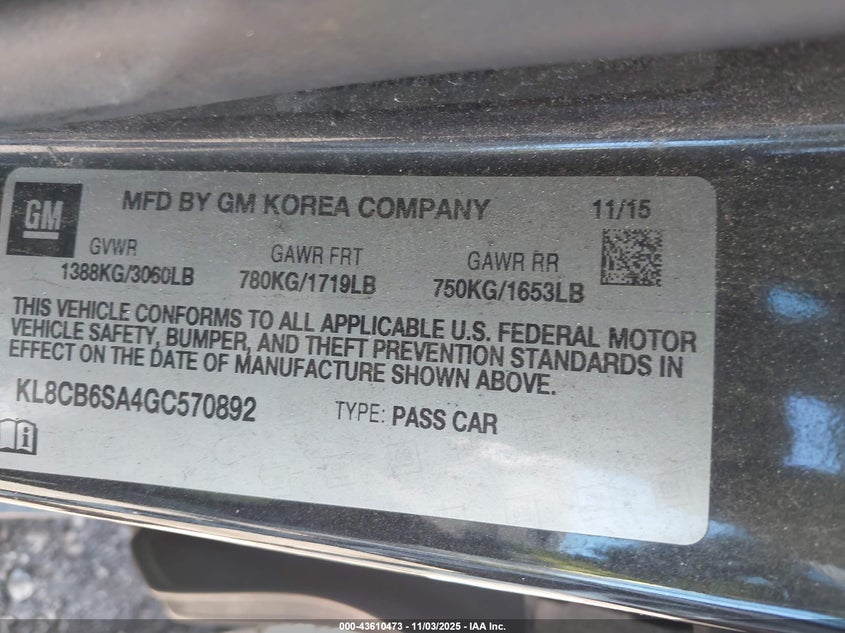 GM
MFD BY GM KOREA COMPANY 11/15
GVWR GAWR FRT GAWR RR
1388KG/3060LB 780KG/1719LB 750KG/1653LB
THIS VEHICLE CONFORMS TO ALL APPLICABLE U.S. FEDERAL MOTOR
VEHICLE SAFETY, BUMPER, AND THEFT PREVENTION STANDARDS IN
EFFECT ON THE DATE OF MANUFACTURE SHOWN ABOVE.
KL8CB6SA4GC570892 TYPE: PASS CAR
000-43610473 - 11/03/2025 - IAA Inc.